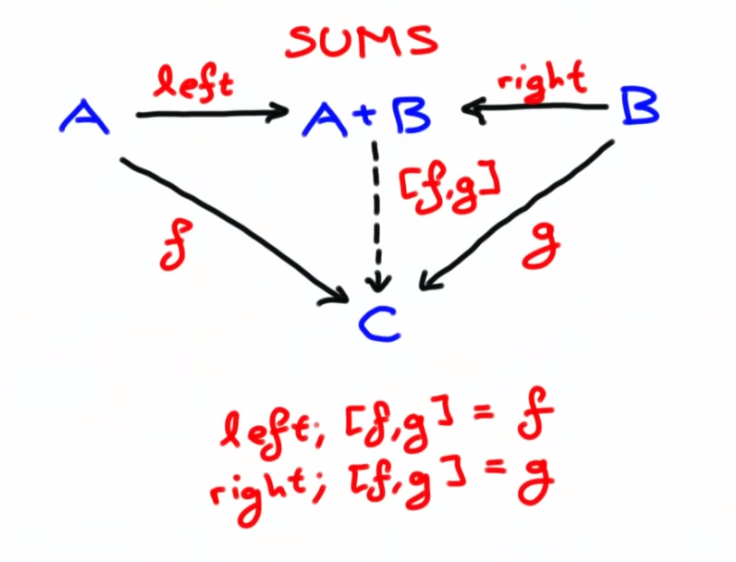 SUMS
left right
A A+B B
[f,g]
f g
C
left; [f,g] = f
right; [f,g] = g